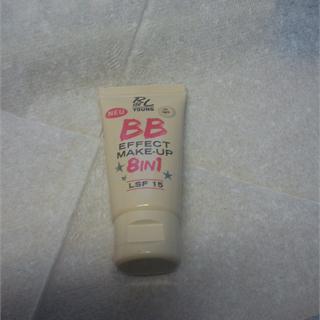 NEU
YOUNG
BB
EFFECT
MAKE-UP
8IN1
LSF 15